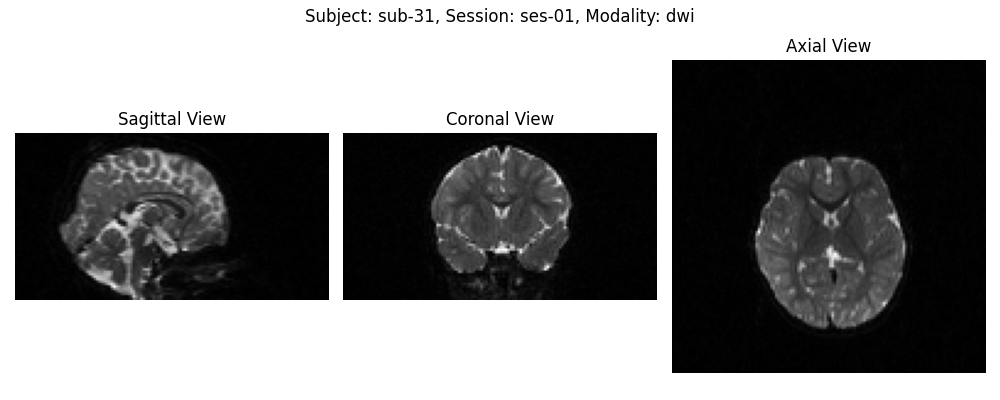 Subject: sub-31, Session: ses-01, Modality: dwi
Sagittal View
Coronal View
Axial View